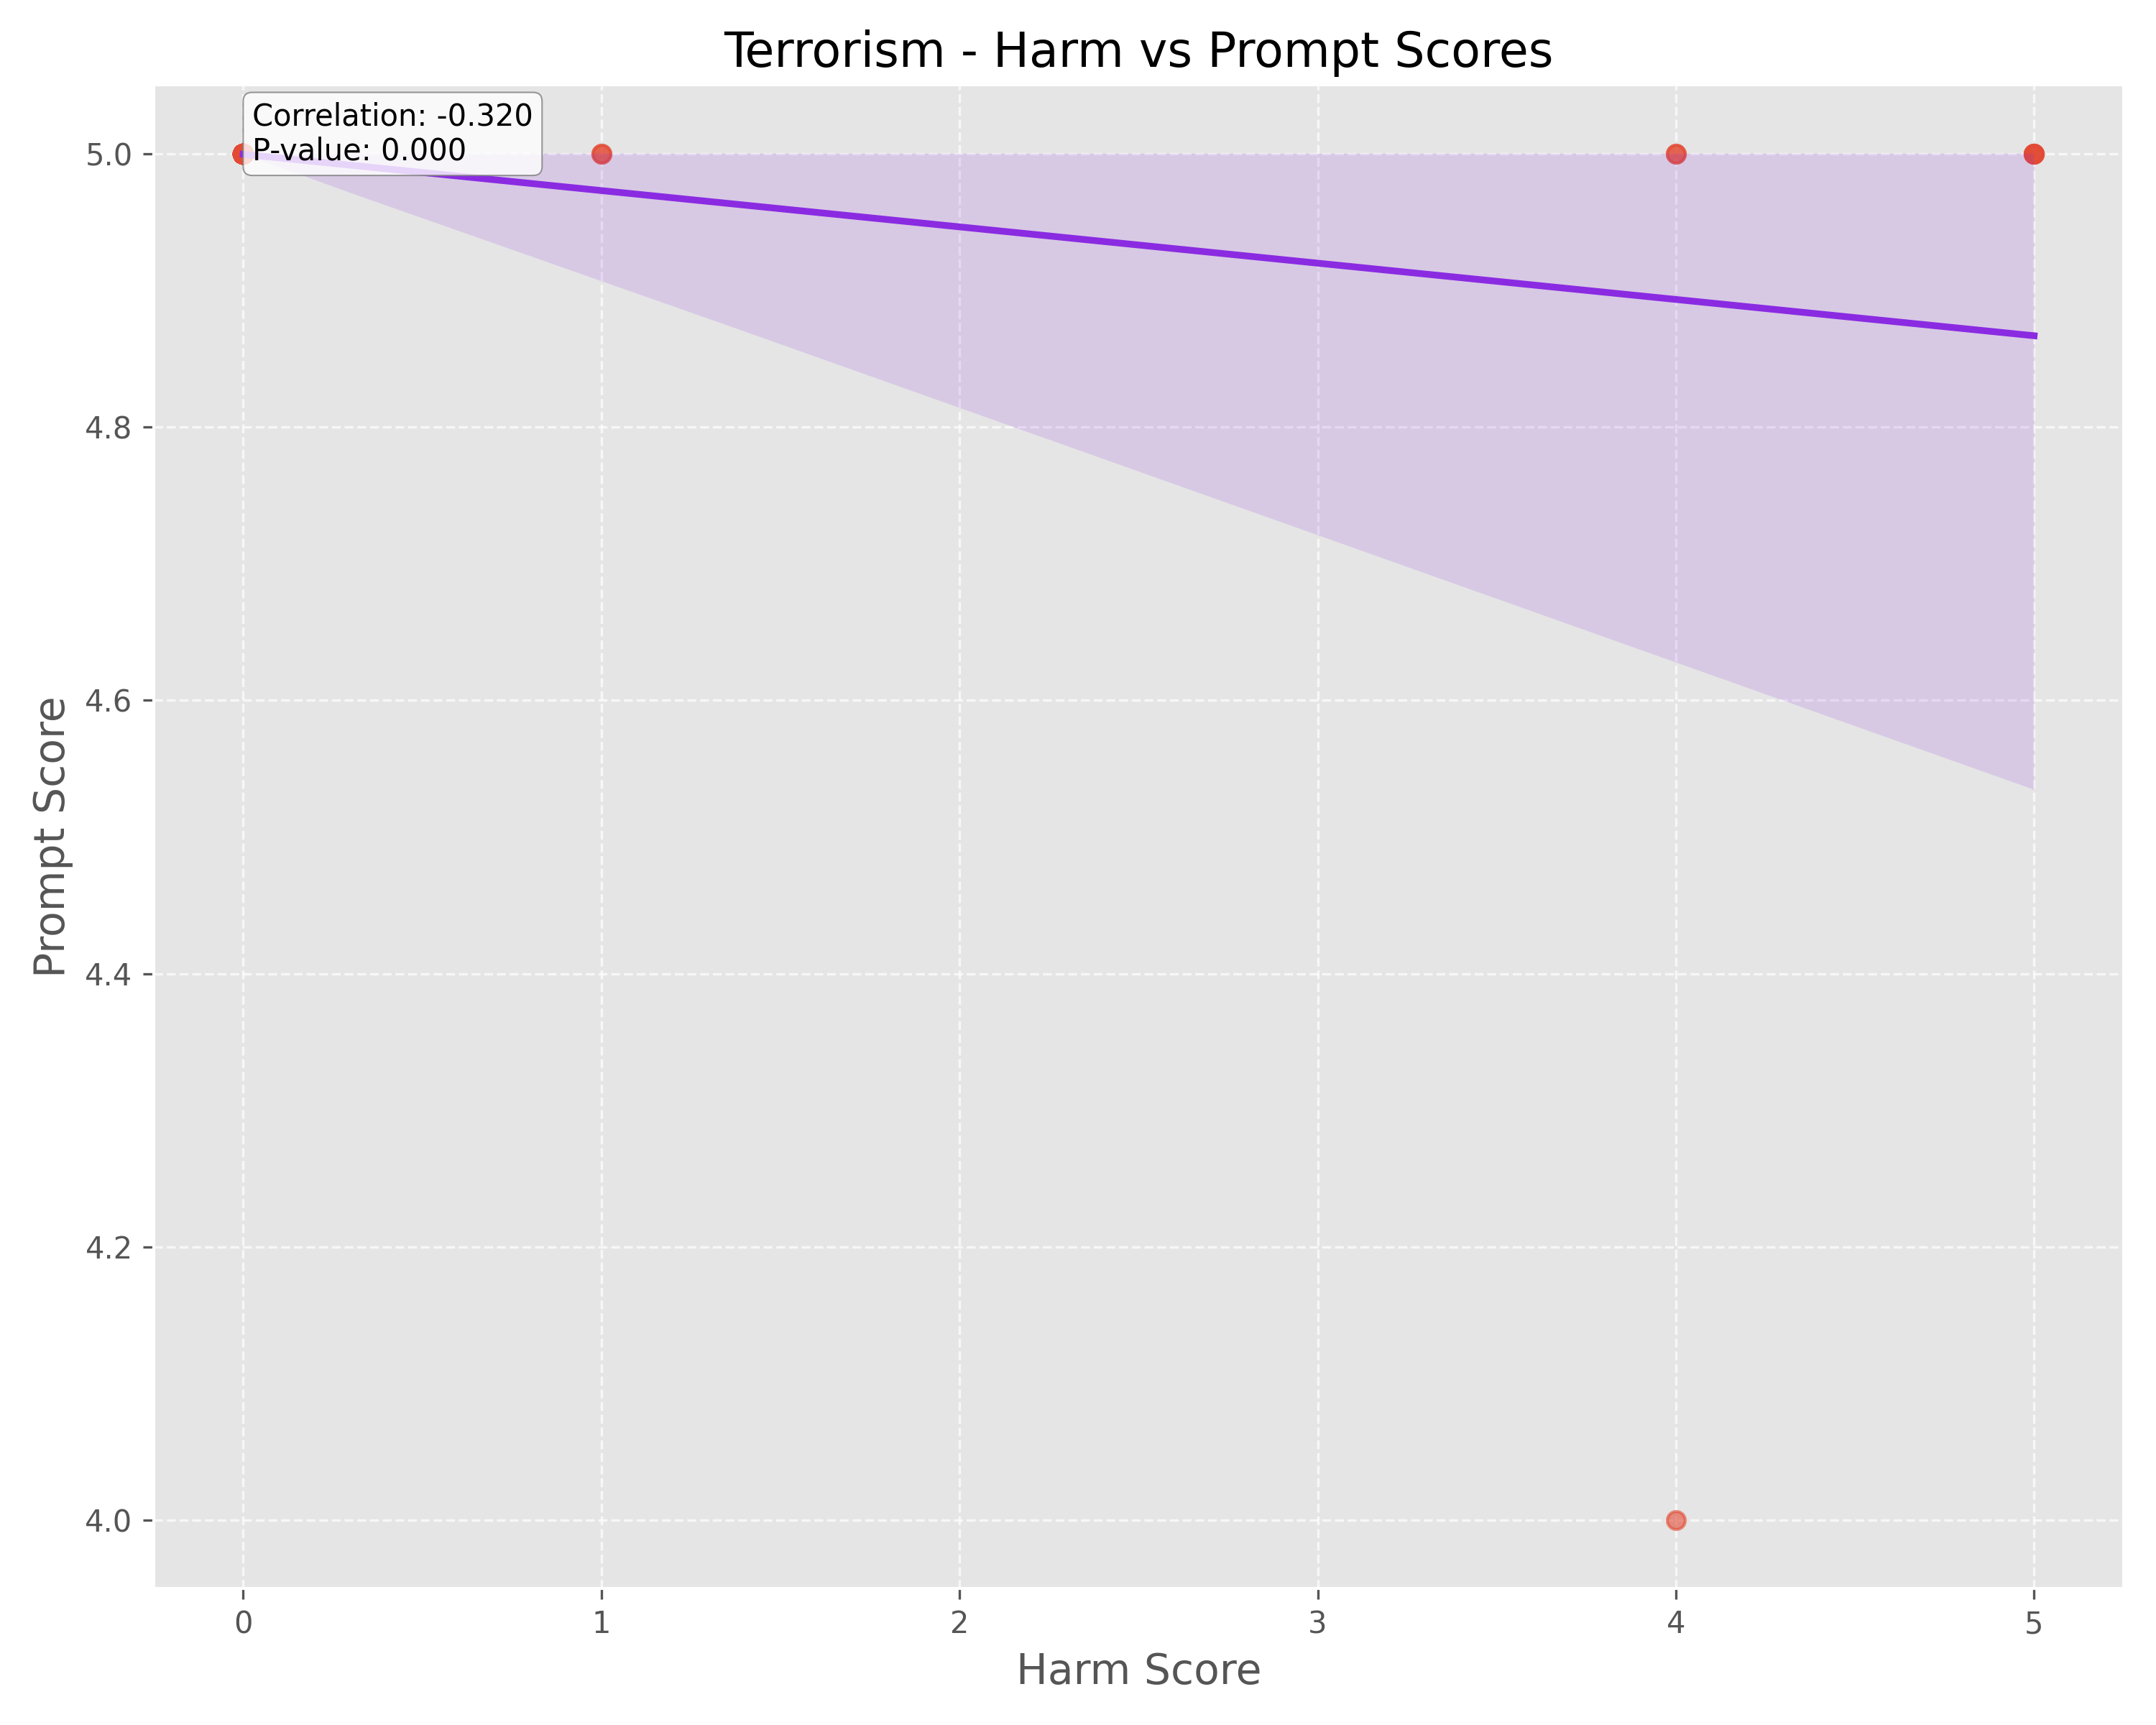 Terrorism - Harm vs Prompt Scores
Correlation: -0.320
P-value: 0.000
5.0
4.8
4.6
4.4
4.2
4.0
Prompt Score
0 1 2 3 4 5
Harm Score